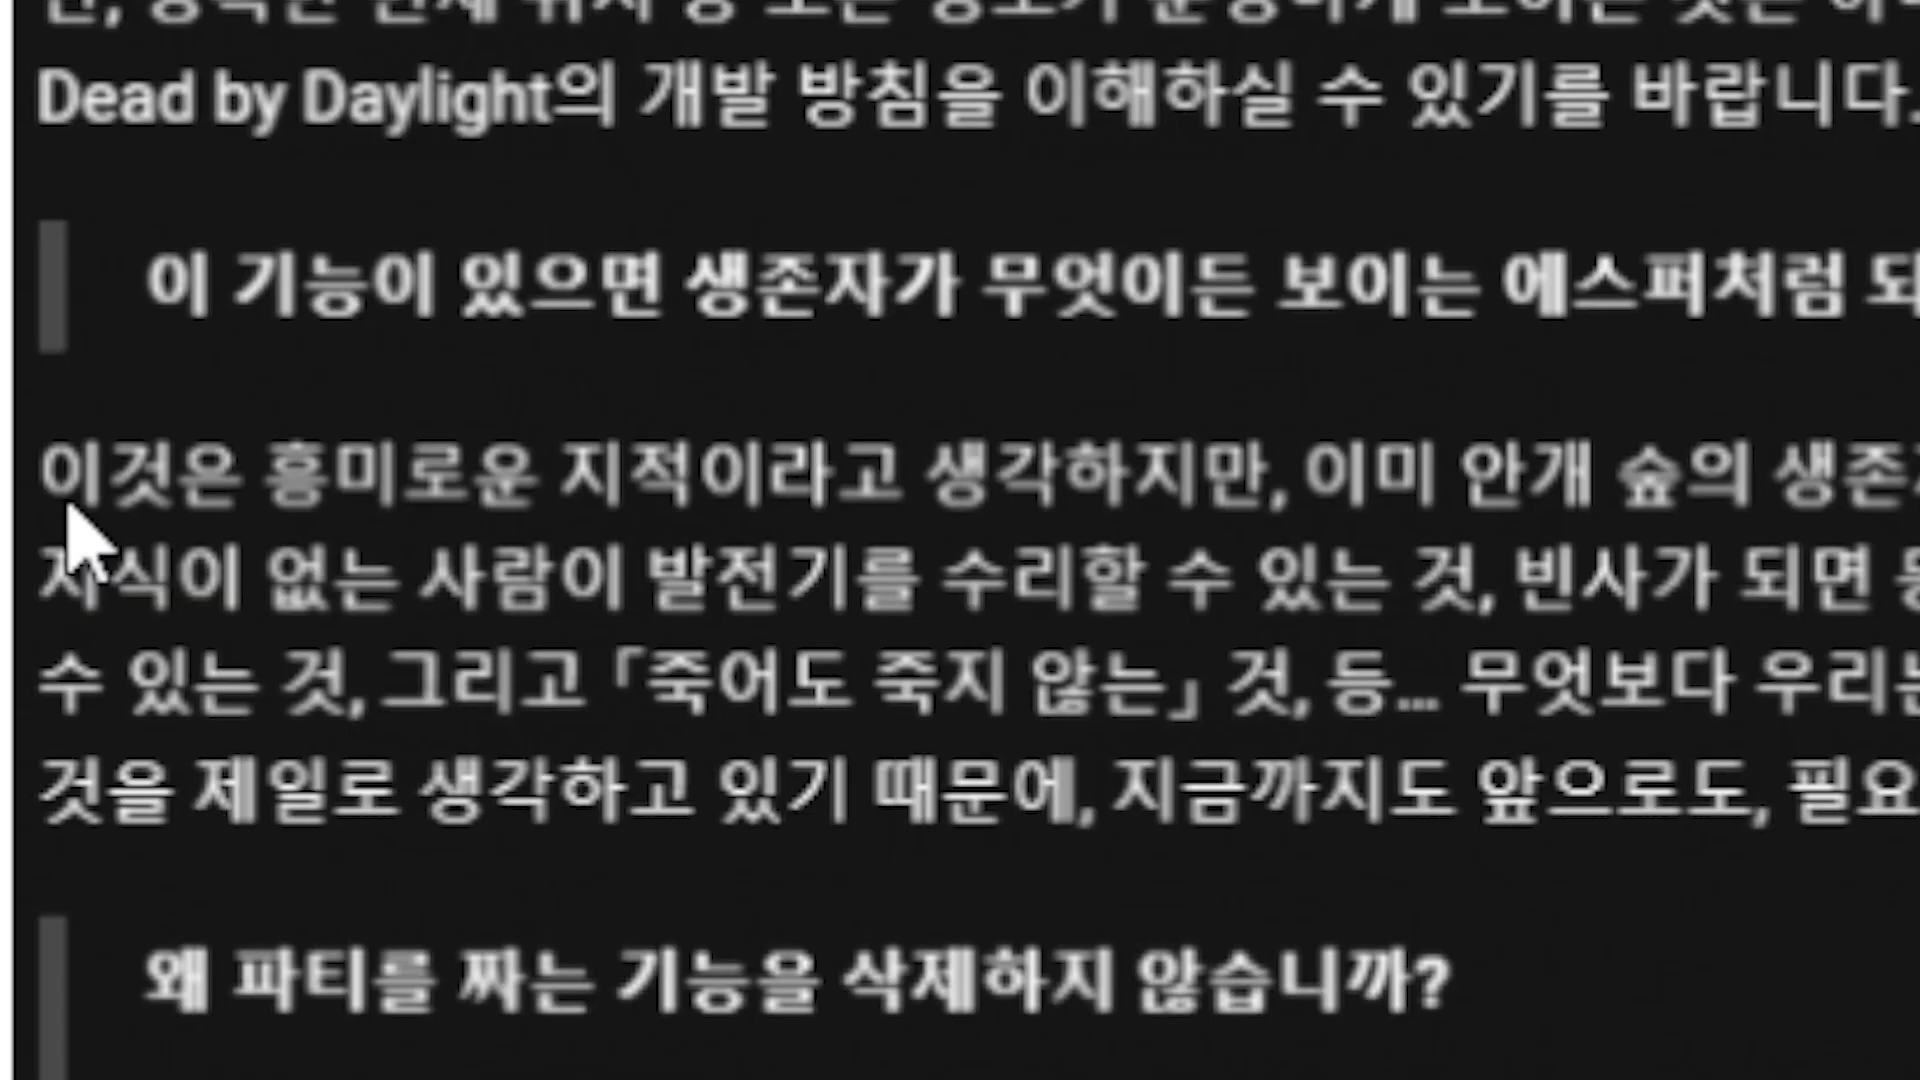 Dead by Daylight의 개발 방침을 이해하실 수 있기를 바랍니다.
이 기능이 있으면 생존자가 무엇이든 보이는 에스퍼처럼 되
이것은 흥미로운 지적이라고 생각하지만, 이미 안개 숲의 생존
지식이 없는 사람이 발전기를 수리할 수 있는 것, 빈사가 되면
수 있는 것, 그리고 「죽어도 죽지 않는」 것, 등... 무엇보다 우리는
것을 제일로 생각하고 있기 때문에, 지금까지도 앞으로도, 필요
왜 파티를 짜는 기능을 삭제하지 않습니까?